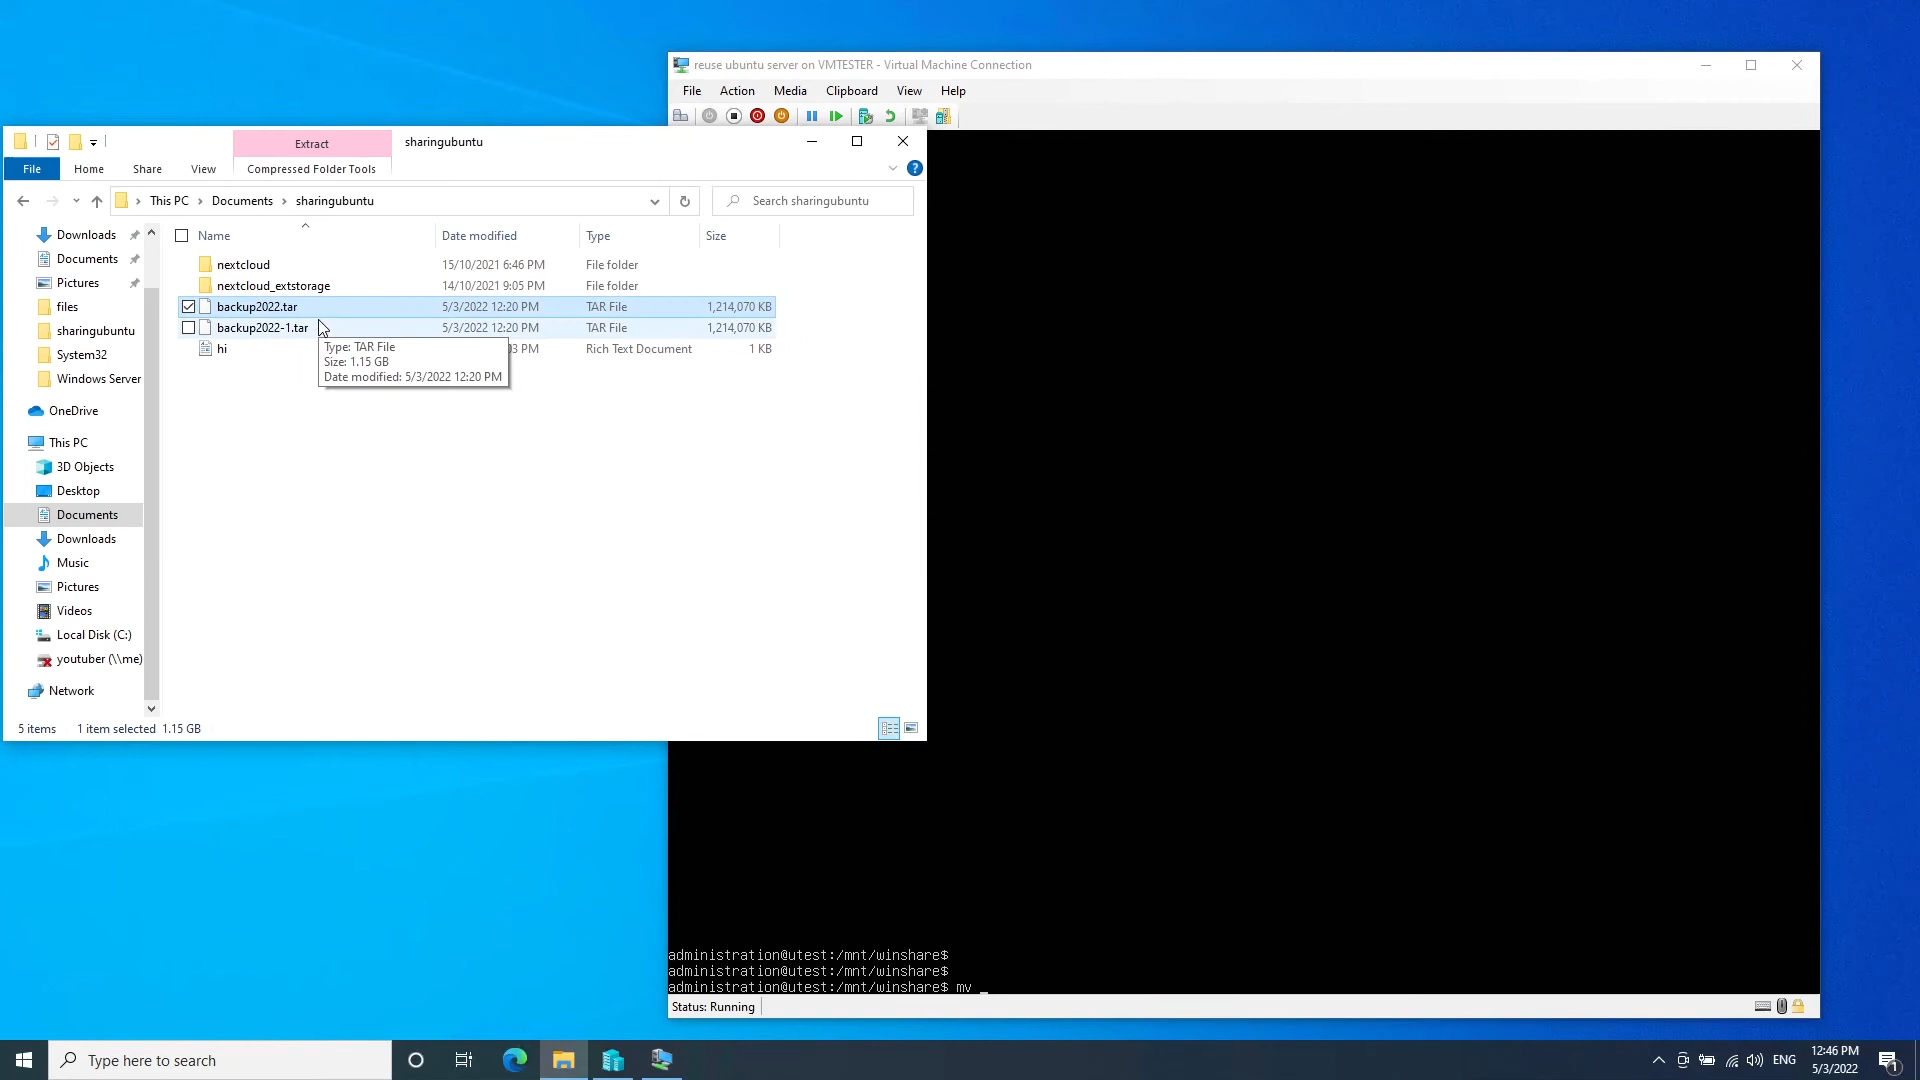 reuse ubuntu server on VMTESTER - Virtual Machine Connection
File Action Media Clipboard View Help
Extract
sharingubuntu
File Home Share View Compressed Folder Tools
This PC Documents sharingubuntu
Search sharingubuntu
Name Date modified Type Size
nextcloud 15/10/2021 6:46 PM File folder
nextcloud_extstorage 14/10/2021 9:05 PM File folder
backup2022.tar 5/3/2022 12:20 PM TAR File 1,214,070 KB
backup2022-1.tar 5/3/2022 12:20 PM TAR File 1,214,070 KB
hi 03 PM Rich Text Document 1 KB
Type: TAR File
Size: 1.15 GB
Date modified: 5/3/2022 12:20 PM
Downloads
Documents
Pictures
files
sharingubuntu
System32
Windows Server
OneDrive
This PC
3D Objects
Desktop
Documents
Downloads
Music
Pictures
Videos
Local Disk (C:)
youtuber (\\me)
Network
5 items 1 item selected 1.15 GB
administration@utest:/mnt/winshare$
administration@utest:/mnt/winshare$
administration@utest:/mnt/winshare$ mv _
Status: Running
Type here to search
ENG
12:46 PM
5/3/2022
1